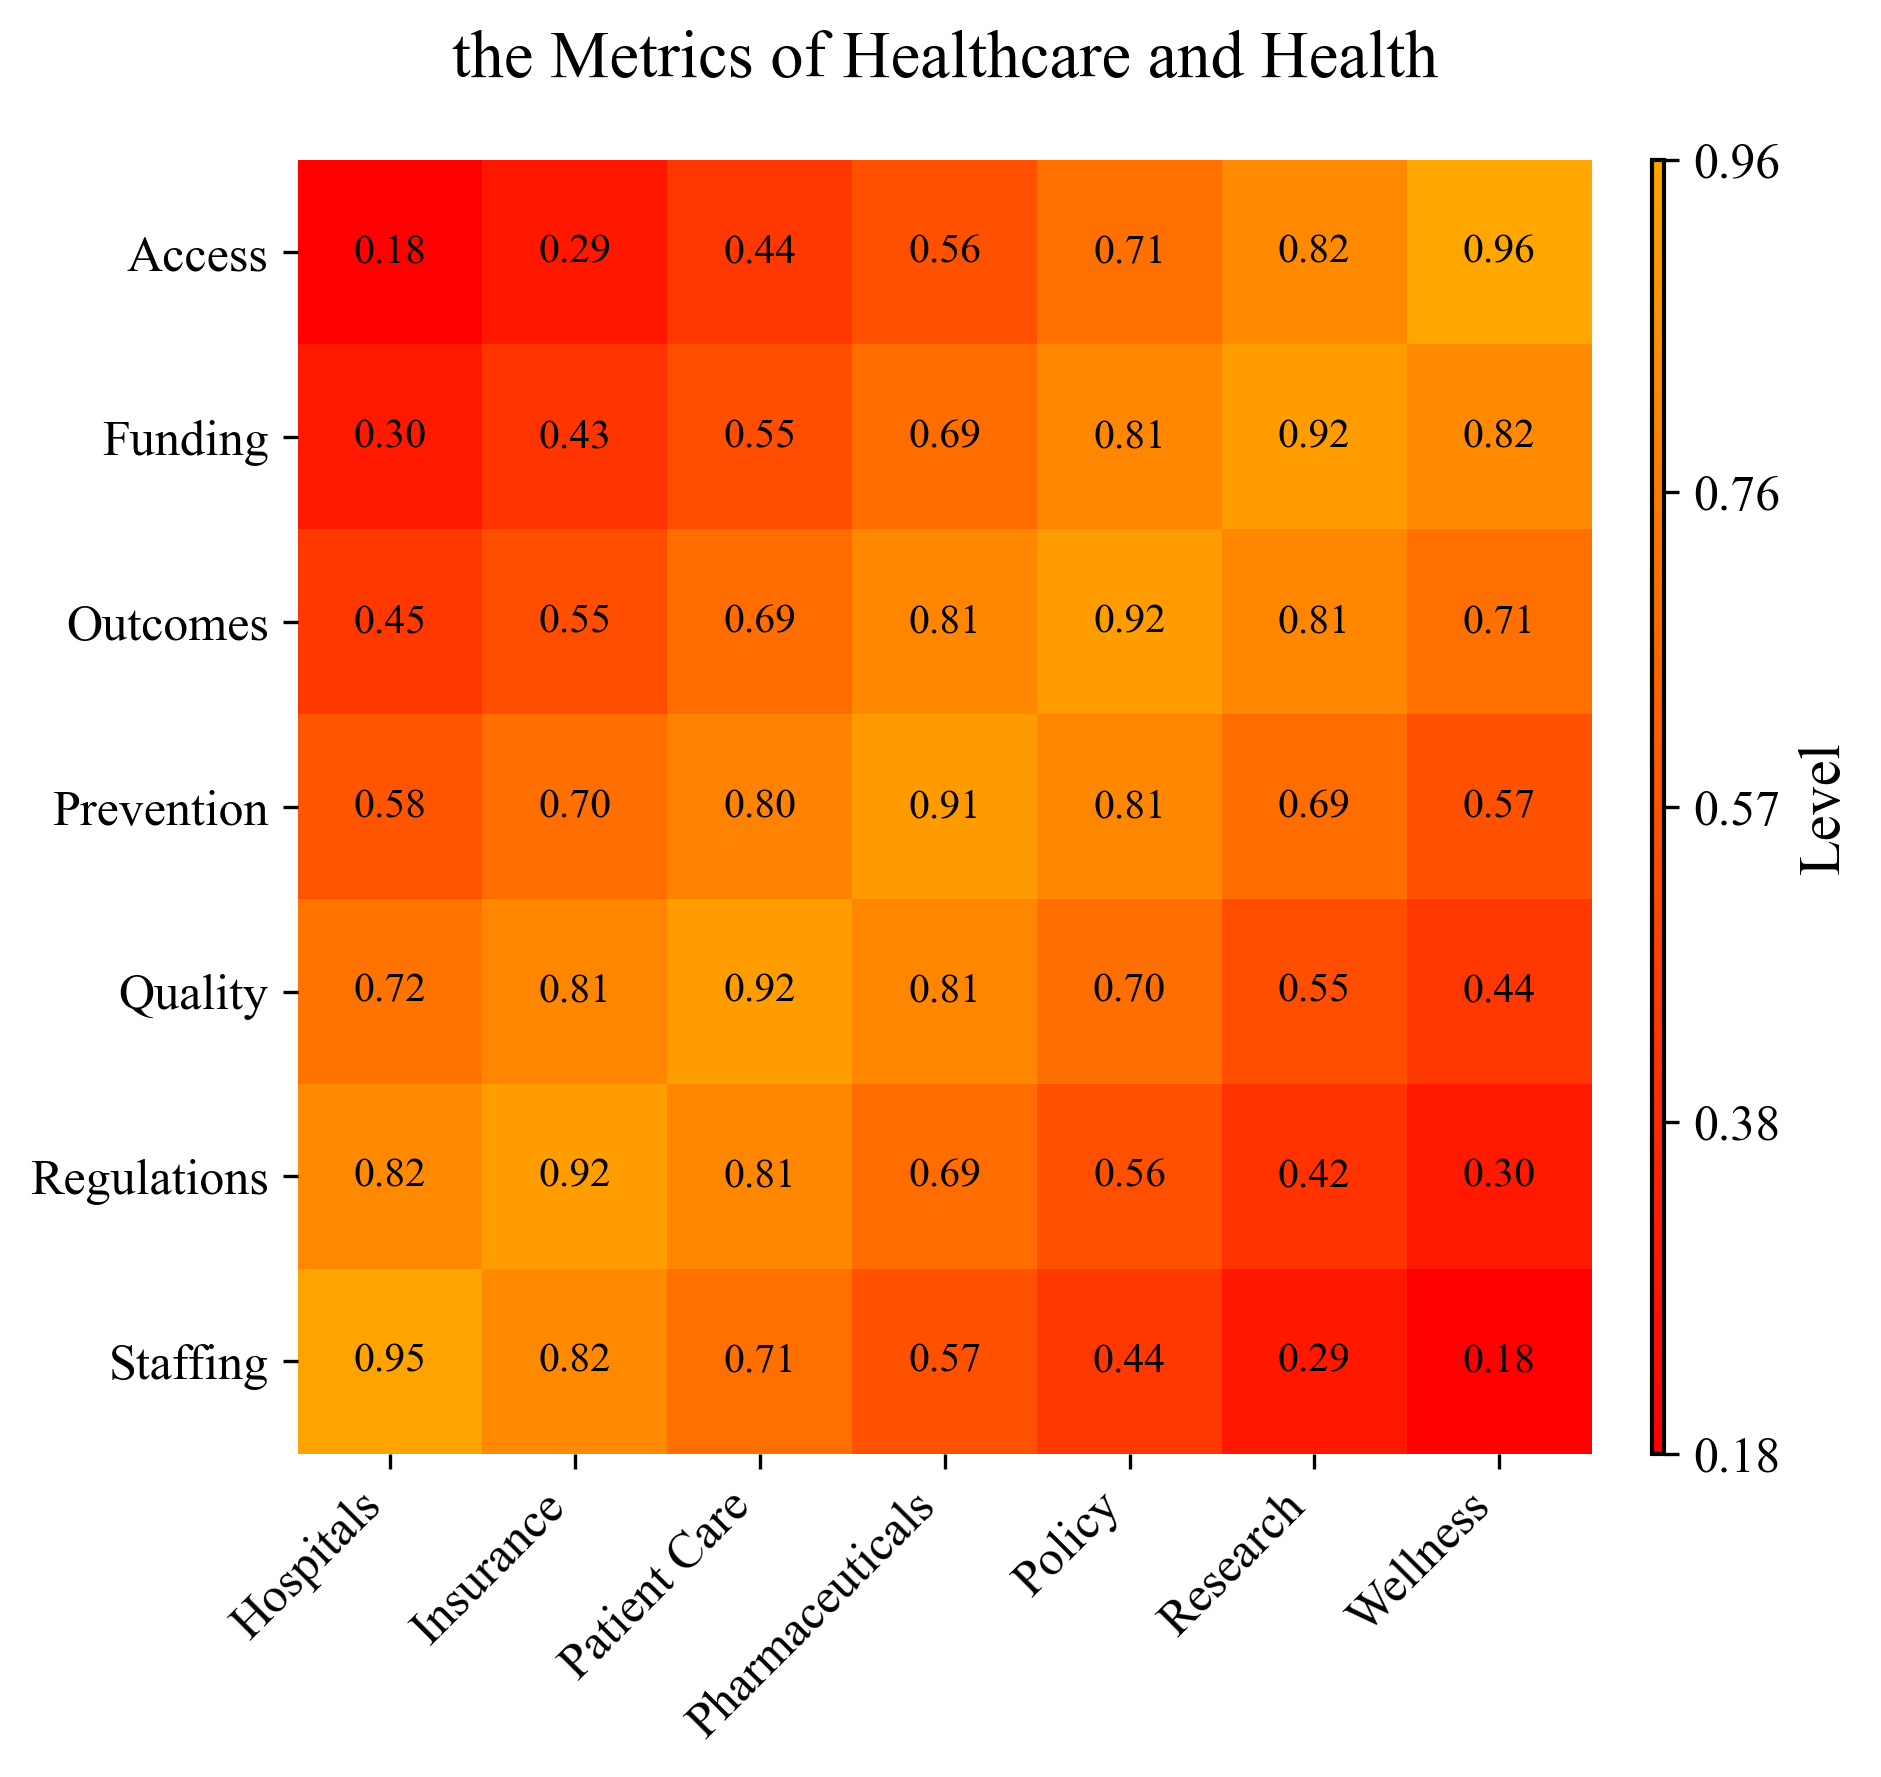 the Metrics of Healthcare and Health
Access 0.18 0.29 0.44 0.56 0.71 0.82 0.96
Funding 0.30 0.43 0.55 0.69 0.81 0.92 0.82
Outcomes 0.45 0.55 0.69 0.81 0.92 0.81 0.71
Prevention 0.58 0.70 0.80 0.91 0.81 0.69 0.57
Quality 0.72 0.81 0.92 0.81 0.70 0.55 0.44
Regulations 0.82 0.92 0.81 0.69 0.56 0.42 0.30
Staffing 0.95 0.82 0.71 0.57 0.44 0.29 0.18
Hospitals
Insurance
Patient Care
Pharmaceuticals
Policy
Research
Wellness
0.96
0.76
0.57
0.38
0.18
Level